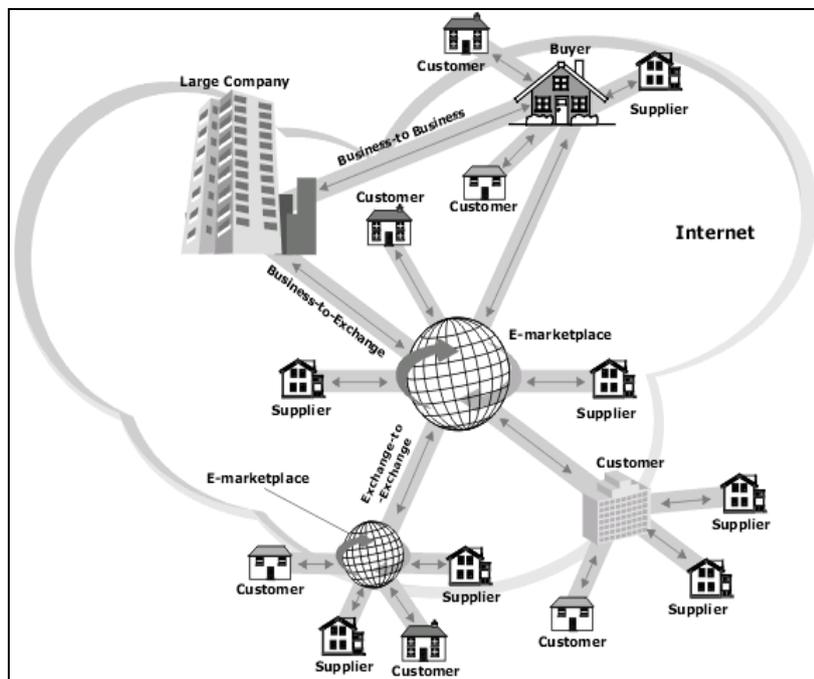 Buyer
Customer
Large Company
Supplier
Business-to Business
Customer
Customer
Internet
Business-to-Exchange
E-marketplace
Supplier
Supplier
Exchange-to
-Exchange
Customer
E-marketplace
Supplier
Customer
Supplier
Supplier
Customer
Supplier
Customer